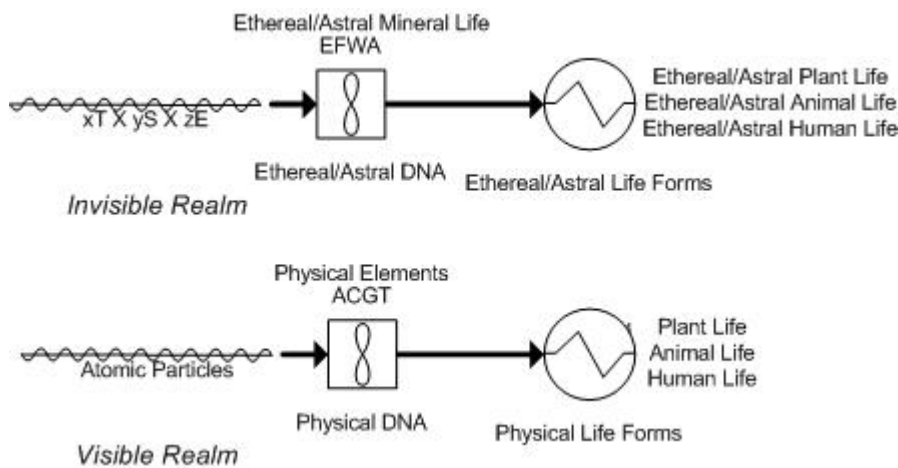 Ethereal/Astral Mineral Life
EFWA
xT X yS X zE
Ethereal/Astral Plant Life
Ethereal/Astral Animal Life
Ethereal/Astral Human Life
Ethereal/Astral DNA
Ethereal/Astral Life Forms
Invisible Realm
Physical Elements
ACGT
Atomic Particles
Plant Life
Animal Life
Human Life
Physical DNA
Physical Life Forms
Visible Realm